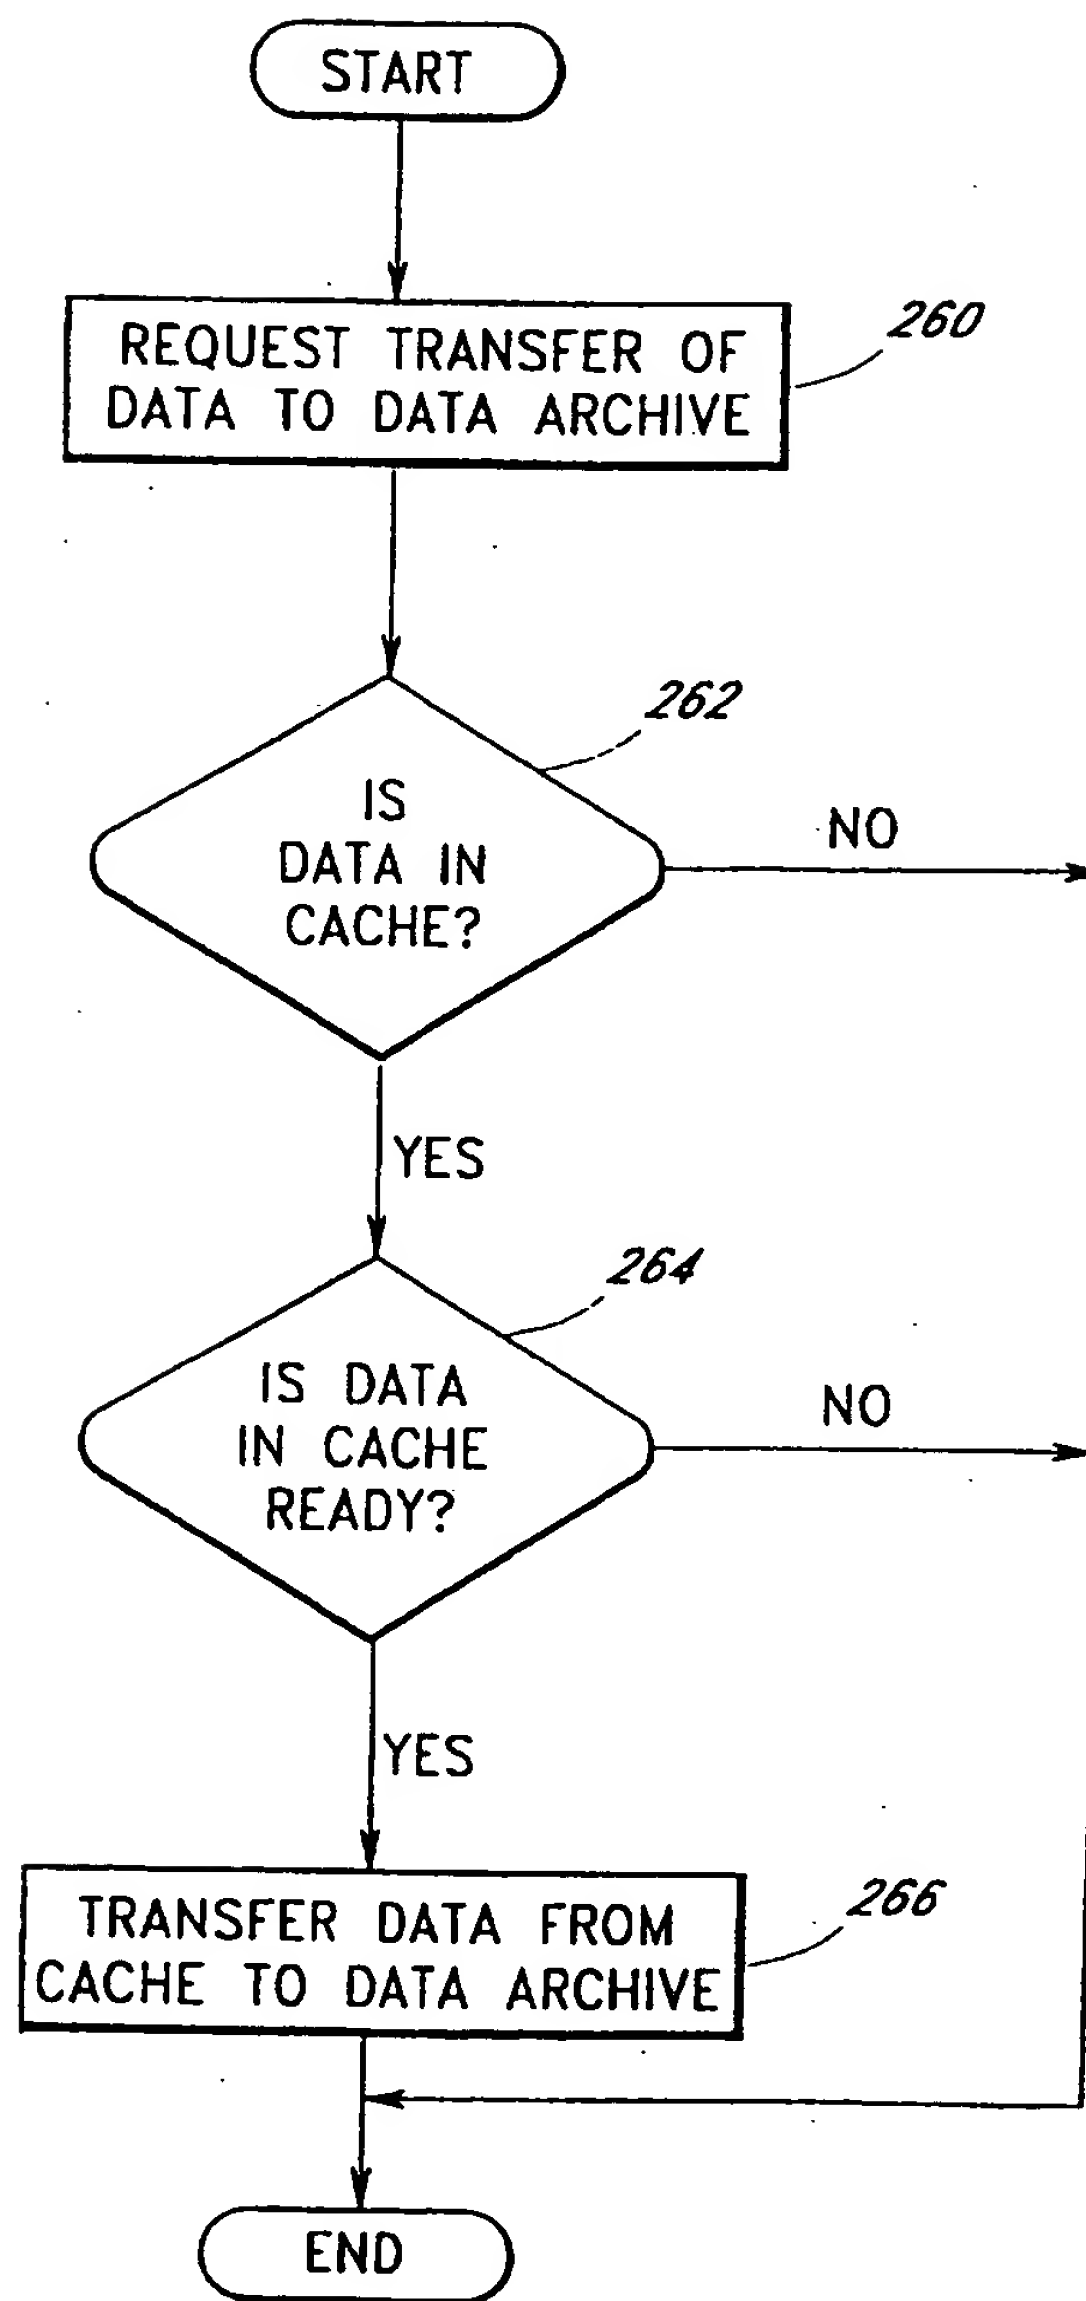 START
REQUEST TRANSFER OF
DATA TO DATA ARCHIVE
260
262
IS
DATA IN
CACHE?
NO
YES
264
IS DATA
IN CACHE
READY?
NO
YES
TRANSFER DATA FROM
CACHE TO DATA ARCHIVE
266
END